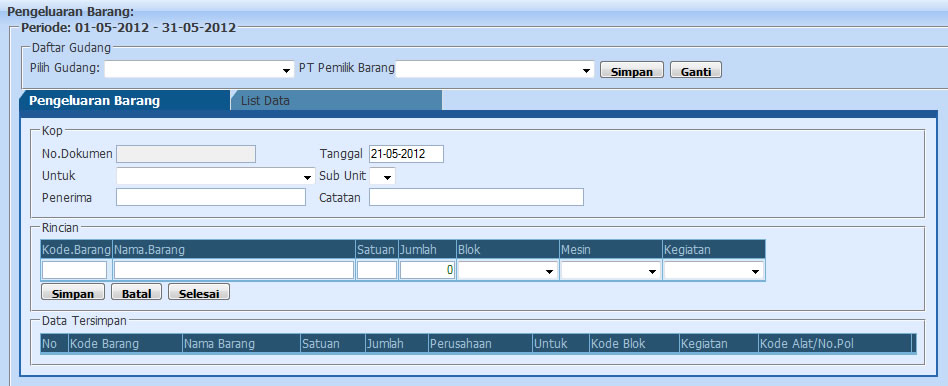 Pengeluaran Barang:
Periode: 01-05-2012 - 31-05-2012
Daftar Gudang
Pilih Gudang: PT Pemilik Barang Simpan Ganti
Pengeluaran Barang List Data
Kop
No.Dokumen Tanggal 21-05-2012
Untuk Sub Unit
Penerima Catatan
Rincian
Kode.Barang Nama.Barang Satuan Jumlah Blok Mesin Kegiatan
0
Simpan Batal Selesai
Data Tersimpan
No Kode Barang Nama Barang Satuan Jumlah Perusahaan Untuk Kode Blok Kegiatan Kode Alat/No.Pol